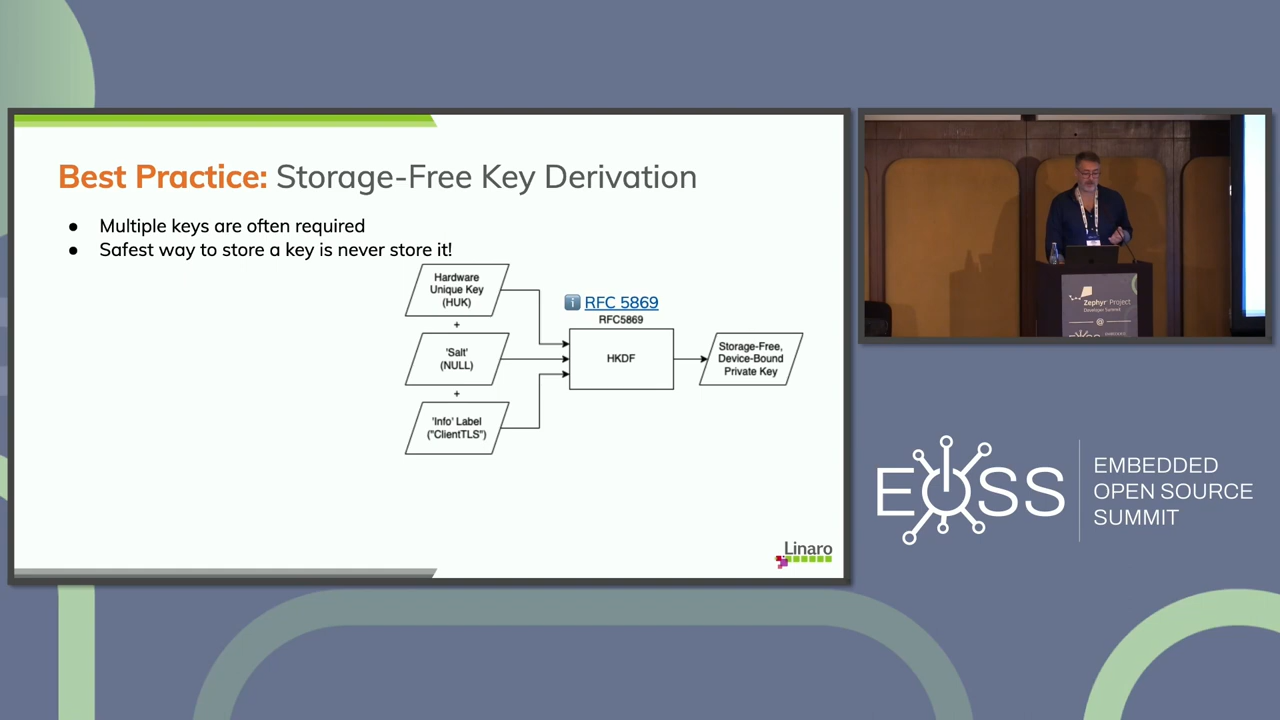 Best Practice: Storage-Free Key Derivation
● Multiple keys are often required
● Safest way to store a key is never store it!
Hardware
Unique Key
(HUK)
+
'Salt'
(NULL)
+
'Info' Label
("ClientTLS")
i RFC 5869
RFC5869
HKDF
Storage-Free,
Device-Bound
Private Key
Linaro
Zephyr Project
Developer Summit
@
EOSS
EMBEDDED
OPEN SOURCE
SUMMIT